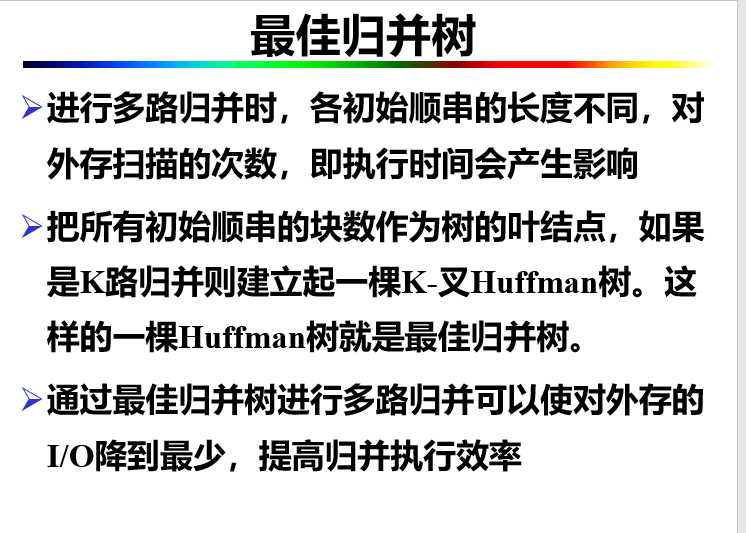 最佳归并树
进行多路归并时，各初始顺串的长度不同，对
外存扫描的次数，即执行时间会产生影响
把所有初始顺串的块数作为树的叶结点，如果
是K路归并则建立起一棵K-叉Huffman树。这
样的一棵Huffman树就是最佳归并树。
通过最佳归并树进行多路归并可以使对外存的
I/O降到最少，提高归并执行效率